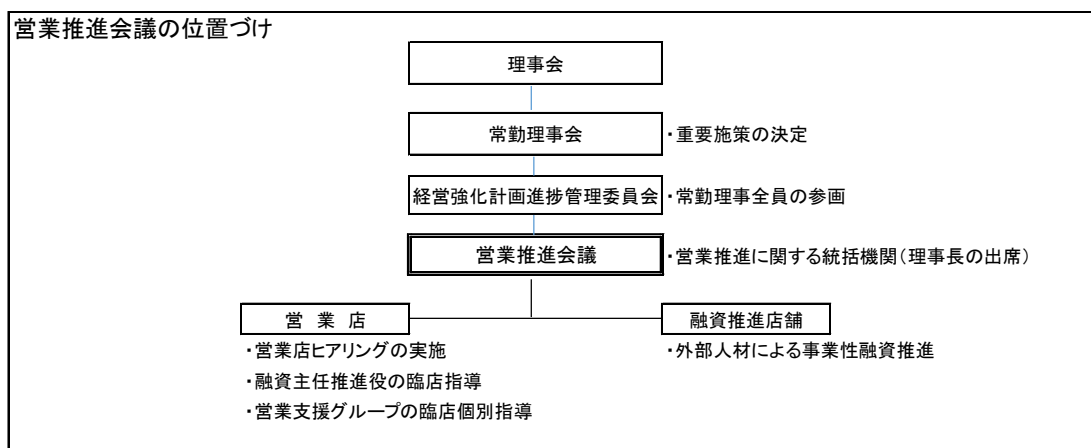 営業推進会議の位置づけ
理事会
常勤理事会 ・重要施策の決定
経営強化計画進捗管理委員会 ・常勤理事全員の参画
営業推進会議 ・営業推進に関する統括機関(理事長の出席)
営 業 店 融資推進店舗
・営業店ヒアリングの実施 ・外部人材による事業性融資推進
・融資主任推進役の臨店指導
・営業支援グループの臨店個別指導